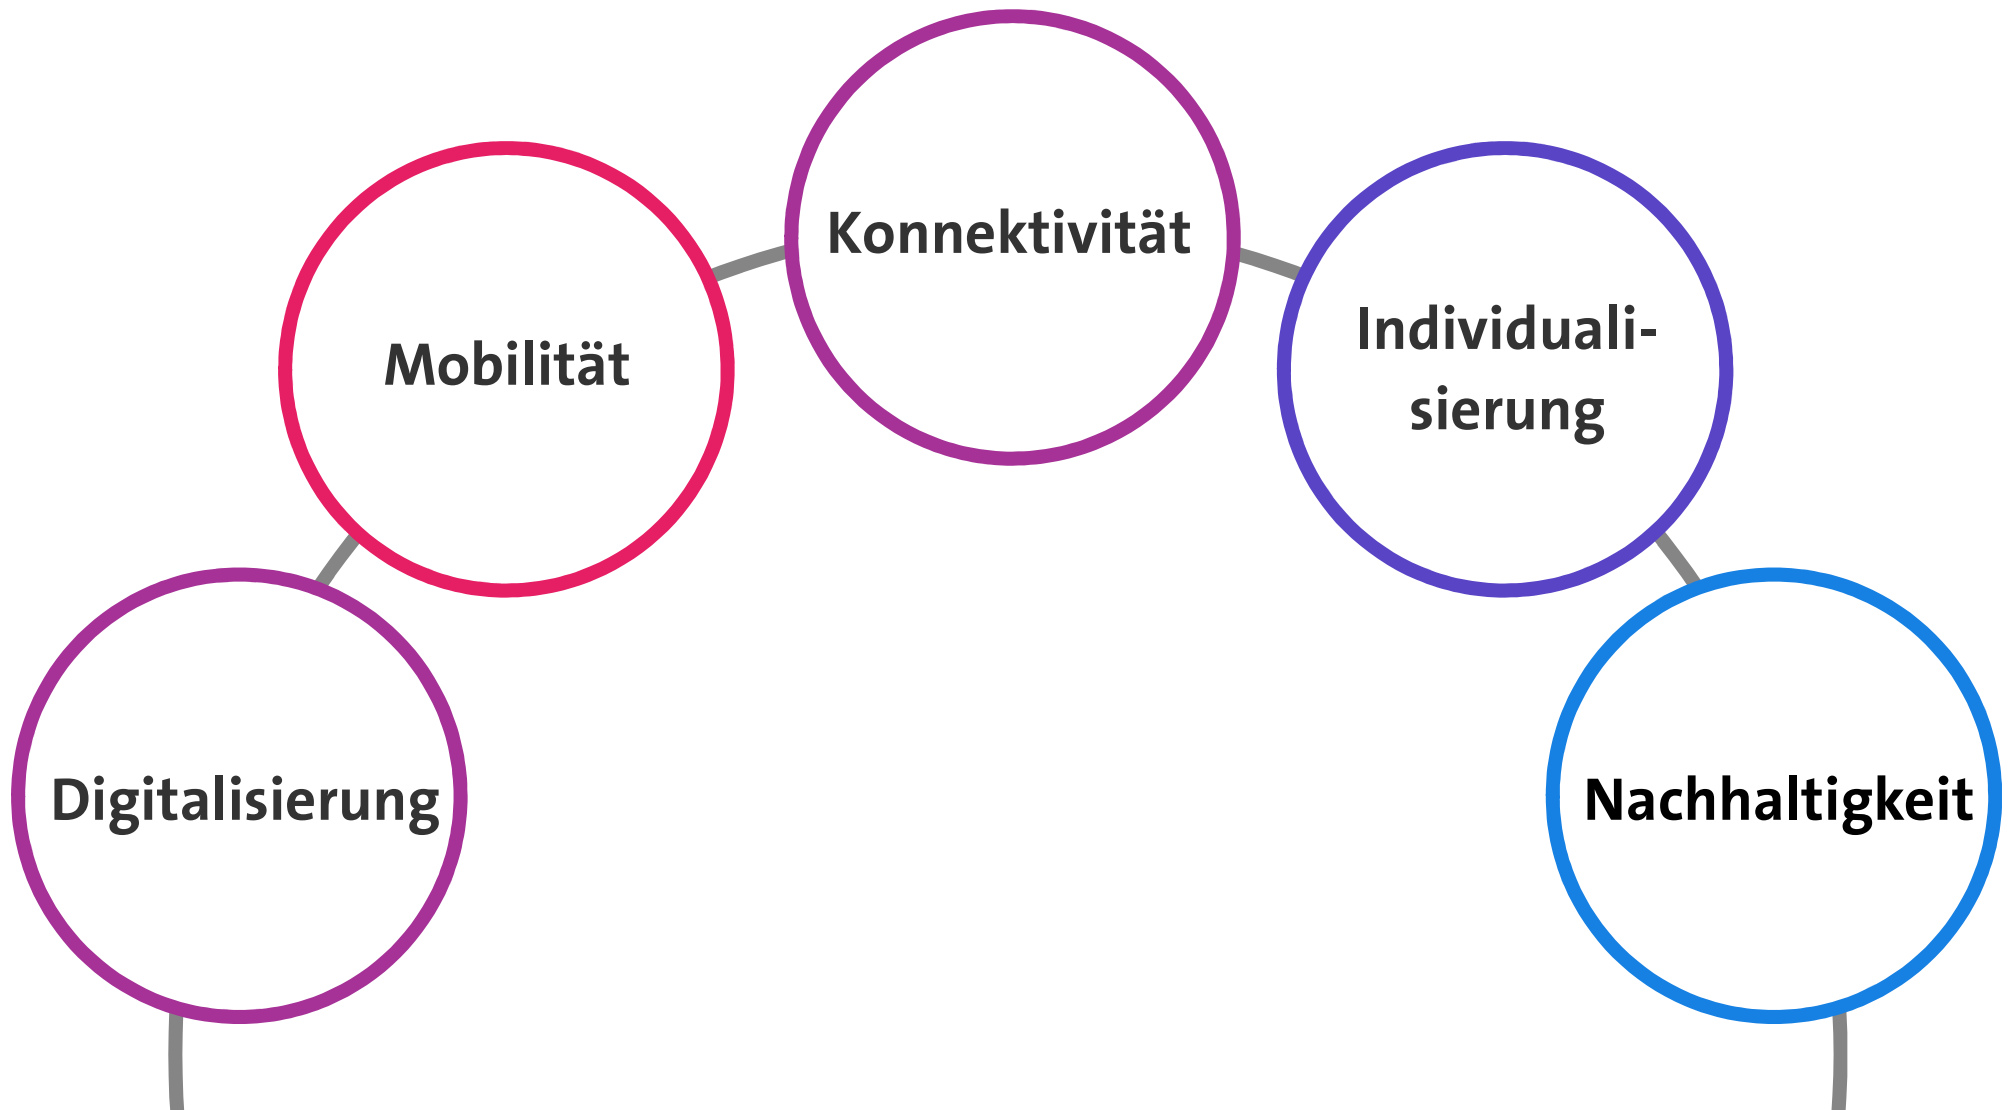 Konnektivität
Mobilität
Individuali-
sierung
Digitalisierung
Nachhaltigkeit